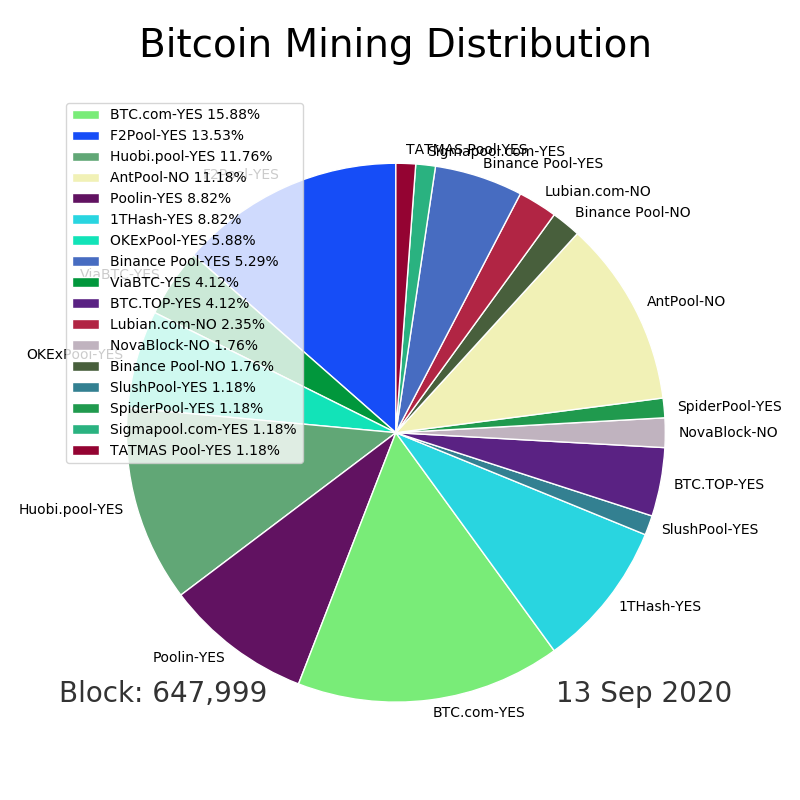 Bitcoin Mining Distribution
BTC.com-YES 15.88%
F2Pool-YES 13.53%
Huobi.pool-YES 11.76%
AntPool-NO 11.18%
Poolin-YES 8.82%
1THash-YES 8.82%
OKExPool-YES 5.88%
Binance Pool-YES 5.29%
ViaBTC-YES 4.12%
BTC.TOP-YES 4.12%
Lubian.com-NO 2.35%
NovaBlock-NO 1.76%
Binance Pool-NO 1.76%
SlushPool-YES 1.18%
SpiderPool-YES 1.18%
Sigmapool.com-YES 1.18%
TATMAS Pool-YES 1.18%
TATMAS Pool-YES
Sigmapool.com-YES
Binance Pool-YES
Lubian.com-NO
Binance Pool-NO
AntPool-NO
SpiderPool-YES
NovaBlock-NO
BTC.TOP-YES
SlushPool-YES
1THash-YES
BTC.com-YES
Poolin-YES
Huobi.pool-YES
OKExPool-YES
ViaBTC-YES
F2Pool-YES
Block: 647,999
13 Sep 2020